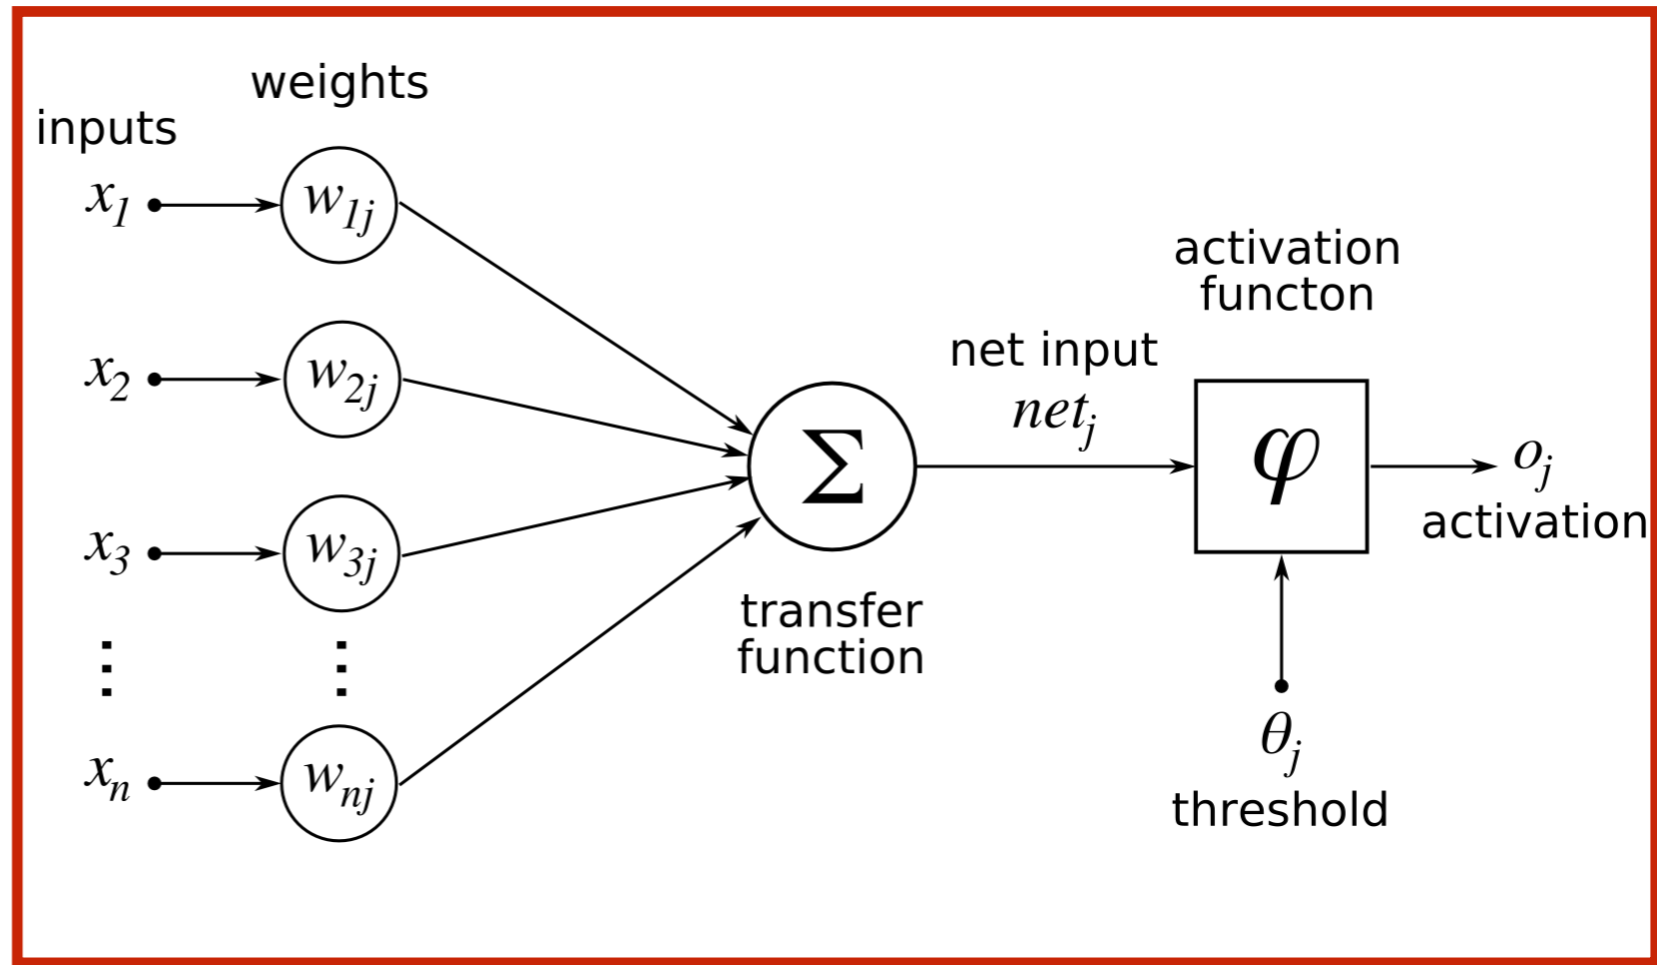 weights
inputs
x1
w1j
x2
w2j
x3
w3j
⋮
⋮
xn
wnj
Σ
transfer
function
net input
netj
activation
functon
φ
oj
activation
θj
threshold